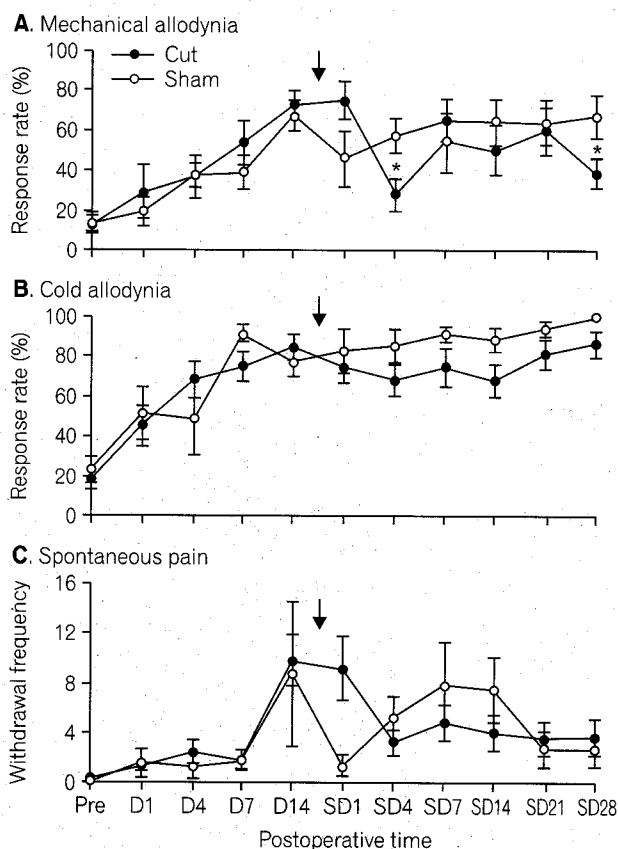 A. Mechanical allodynia
100
80
60
40
20
0
Response rate (%)
Cut
Sham
*
*
B. Cold allodynia
100
80
60
40
20
0
Response rate (%)
C. Spontaneous pain
16
12
8
4
0
Withdrawal frequency
Pre D1 D4 D7 D14 SD1 SD4 SD7 SD14 SD21 SD28
Postoperative time